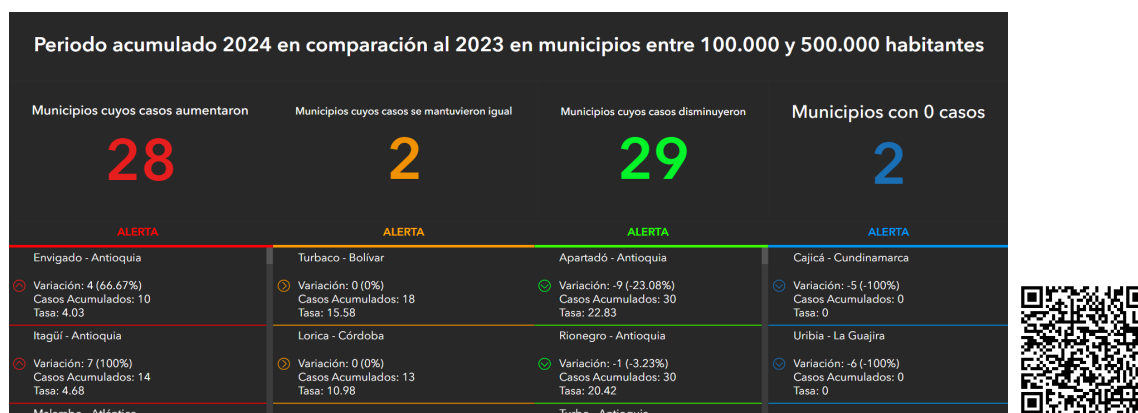 Periodo acumulado 2024 en comparación al 2023 en municipios entre 100.000 y 500.000 habitantes
Municipios cuyos casos aumentaron
28
ALERTA
Envigado - Antioquia
Variación: 4 (66.67%)
Casos Acumulados: 10
Tasa: 4.03
Itagüí - Antioquia
Variación: 7 (100%)
Casos Acumulados: 14
Tasa: 4.68
Municipios cuyos casos se mantuvieron igual
2
ALERTA
Turbaco - Bolívar
Variación: 0 (0%)
Casos Acumulados: 18
Tasa: 15.58
Lorica - Córdoba
Variación: 0 (0%)
Casos Acumulados: 13
Tasa: 10.98
Municipios cuyos casos disminuyeron
29
ALERTA
Apartadó - Antioquia
Variación: -9 (-23.08%)
Casos Acumulados: 30
Tasa: 22.83
Rionegro - Antioquia
Variación: -1 (-3.23%)
Casos Acumulados: 30
Tasa: 20.42
Municipios con 0 casos
2
ALERTA
Cajicá - Cundinamarca
Variación: -5 (-100%)
Casos Acumulados: 0
Tasa: 0
Uribia - La Guajira
Variación: -6 (-100%)
Casos Acumulados: 0
Tasa: 0